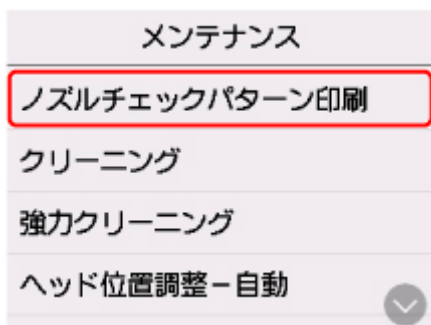 メンテナンス
ノズルチェックパターン印刷
クリーニング
強力クリーニング
ヘッド位置調整－自動